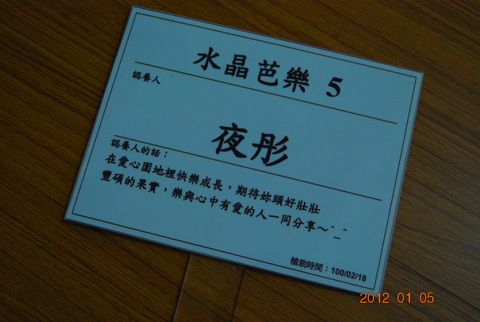 水晶芭樂 5
認養人
夜彤
認養人的話：
在愛心園地裡快樂成長，期待妳頭好壯壯
豐碩的果實，樂與心中有愛的人一同分享～^_^
植栽時間：100/02/18
2012 01 05